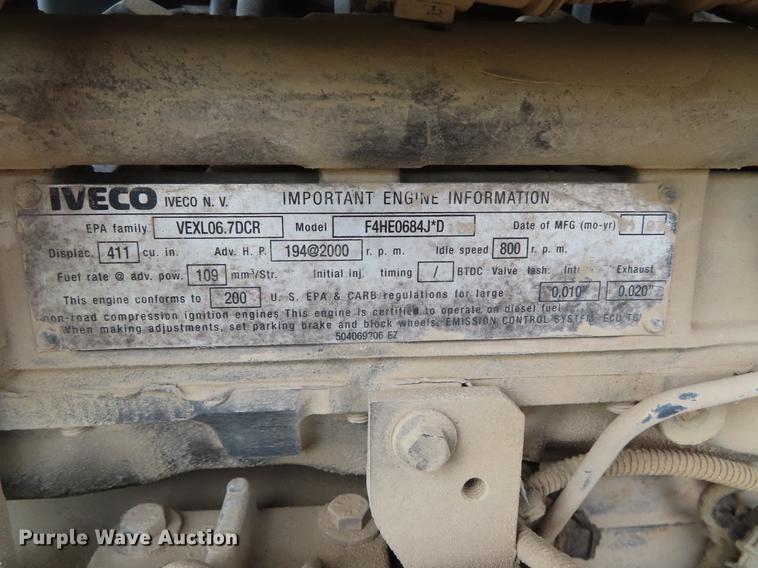 IVECO IVECO N. V. IMPORTANT ENGINE INFORMATION
EPA family VEXL06.7DCR Model F4HE0684J*D Date of MFG (mo-yr)
Displac. 411 cu. in. Adv. H. P. 194@2000 r. p. m. Idle speed 800 r. p. m.
Fuel rate @ adv. pow. 109 mm³/Str. Initial inj. timing / BTDC Valve lash: Exhaust
This engine conforms to 200 U. S. EPA & CARB regulations for large 0.010" 0.020"
non-road compression ignition engines This engine is certified to operate on diesel fuel
When making adjustments, set parking brake and block wheels. EMISSION CONTROL SYSTEM ECU
504069206 EZ
Purple Wave Auction